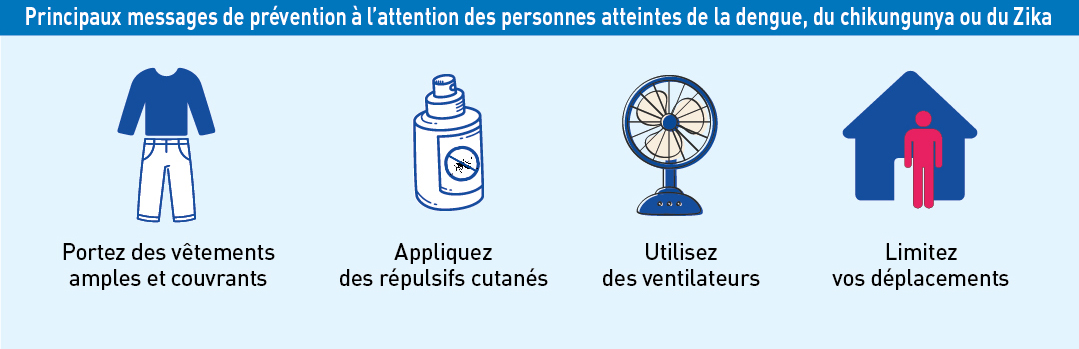 Principaux messages de prévention à l’attention des personnes atteintes de la dengue, du chikungunya ou du Zika
Portez des vêtements
amples et couvrants
Appliquez
des répulsifs cutanés
Utilisez
des ventilateurs
Limitez
vos déplacements